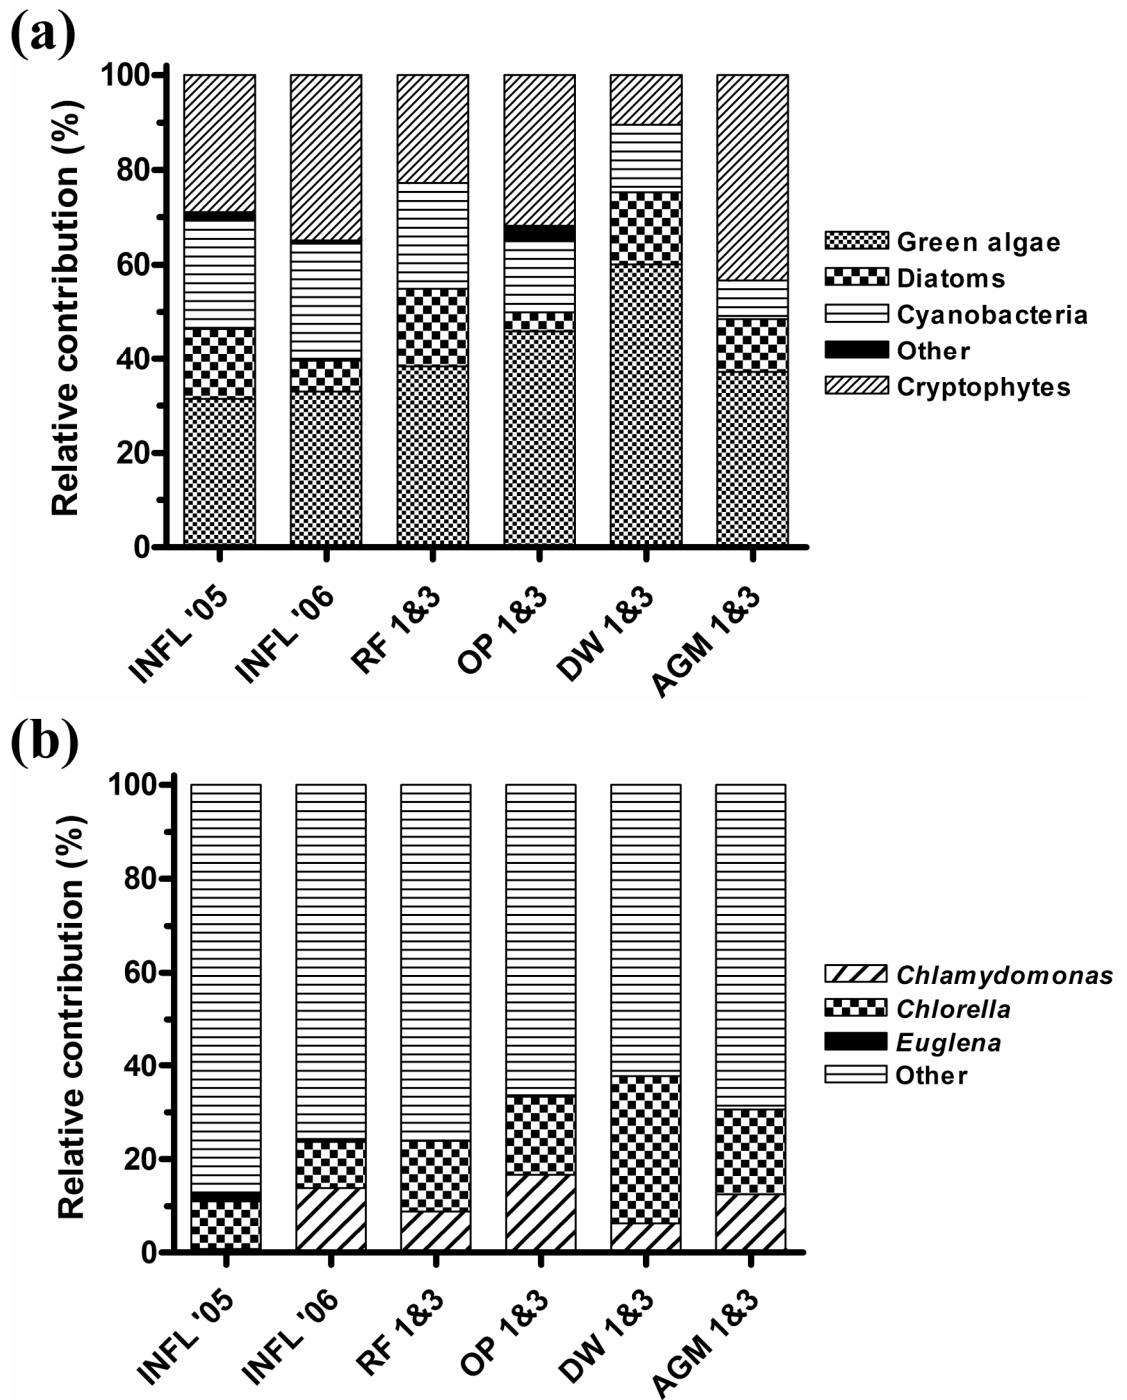 (a)
Relative contribution (%)
100
80
60
40
20
0
INFL '05
INFL '06
RF 1&3
OP 1&3
DW 1&3
AGM 1&3
Green algae
Diatoms
Cyanobacteria
Other
Cryptophytes
(b)
Relative contribution (%)
100
80
60
40
20
0
INFL '05
INFL '06
RF 1&3
OP 1&3
DW 1&3
AGM 1&3
Chlamydomonas
Chlorella
Euglena
Other